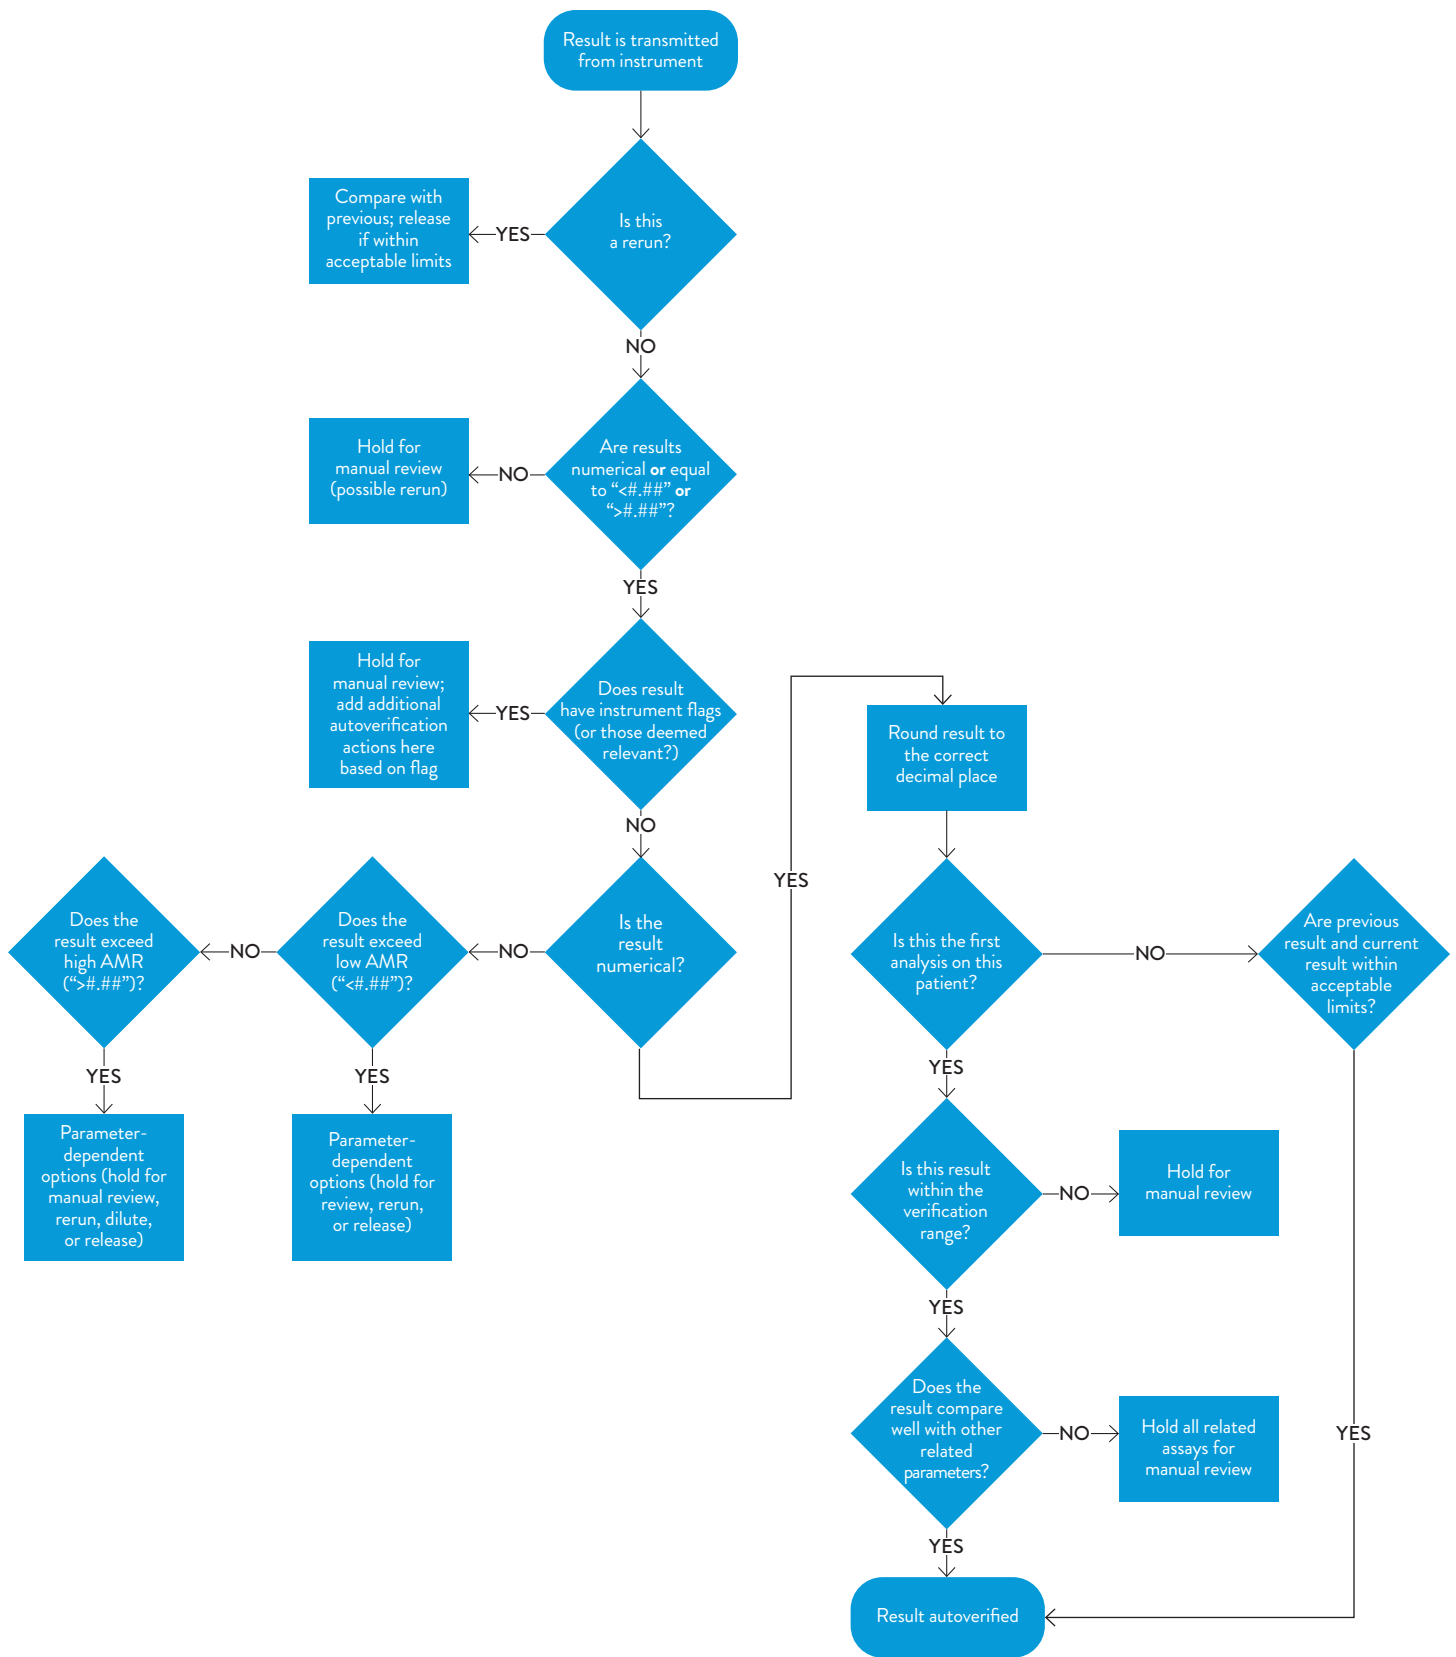 Result is transmitted
from instrument
Is this
a rerun?
YES
Compare with
previous; release
if within
acceptable limits
NO
Are results
numerical or equal
to “<#.##” or
“>#.##”?
NO
Hold for
manual review
(possible rerun)
YES
Does result
have instrument flags
(or those deemed
relevant?)
YES
Hold for
manual review;
add additional
autoverification
actions here
based on flag
NO
Is the
result
numerical?
NO
Does the
result exceed
low AMR
(“<#.##”)?
NO
Does the
result exceed
high AMR
(“>#.##”)?
YES
Parameter-
dependent
options (hold for
manual review,
rerun, dilute,
or release)
YES
Parameter-
dependent
options (hold for
review, rerun,
or release)
YES
Round result to
the correct
decimal place
Is this the first
analysis on this
patient?
NO
Are previous
result and current
result within
acceptable
limits?
YES
Is this result
within the
verification
range?
NO
Hold for
manual review
YES
Does the
result compare
well with other
related
parameters?
NO
Hold all related
assays for
manual review
YES
YES
Result autoverified